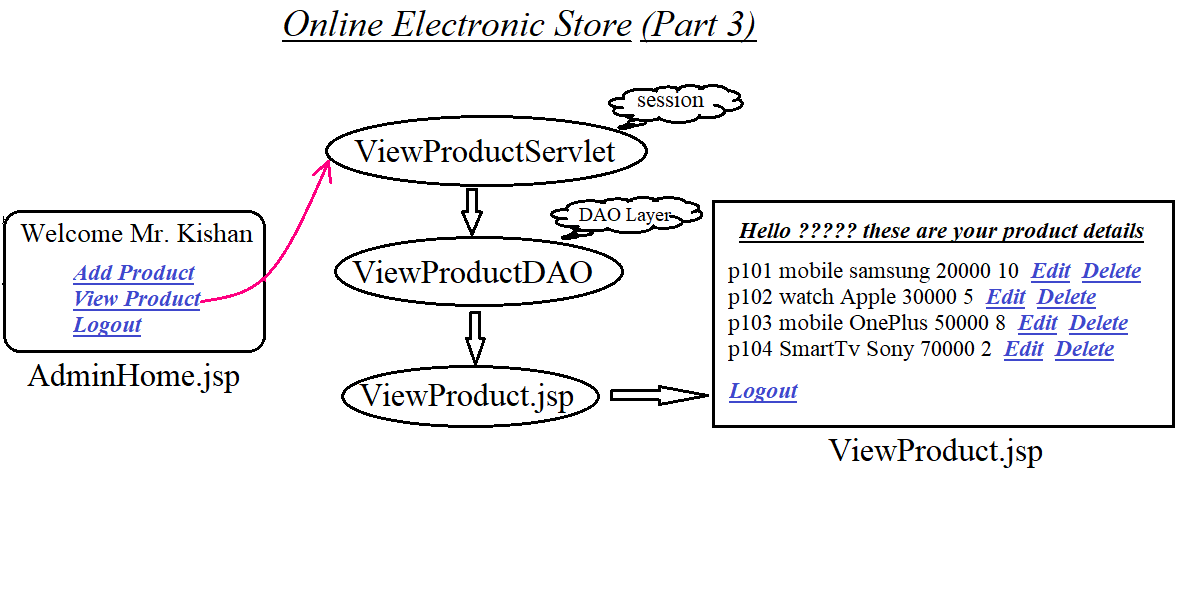 Online Electronic Store (Part 3)
session
ViewProductServlet
DAO Layer
ViewProductDAO
ViewProduct.jsp
Welcome Mr. Kishan
Add Product
View Product
Logout
AdminHome.jsp
Hello ????? these are your product details
p101 mobile samsung 20000 10 Edit Delete
p102 watch Apple 30000 5 Edit Delete
p103 mobile OnePlus 50000 8 Edit Delete
p104 SmartTv Sony 70000 2 Edit Delete
Logout
ViewProduct.jsp